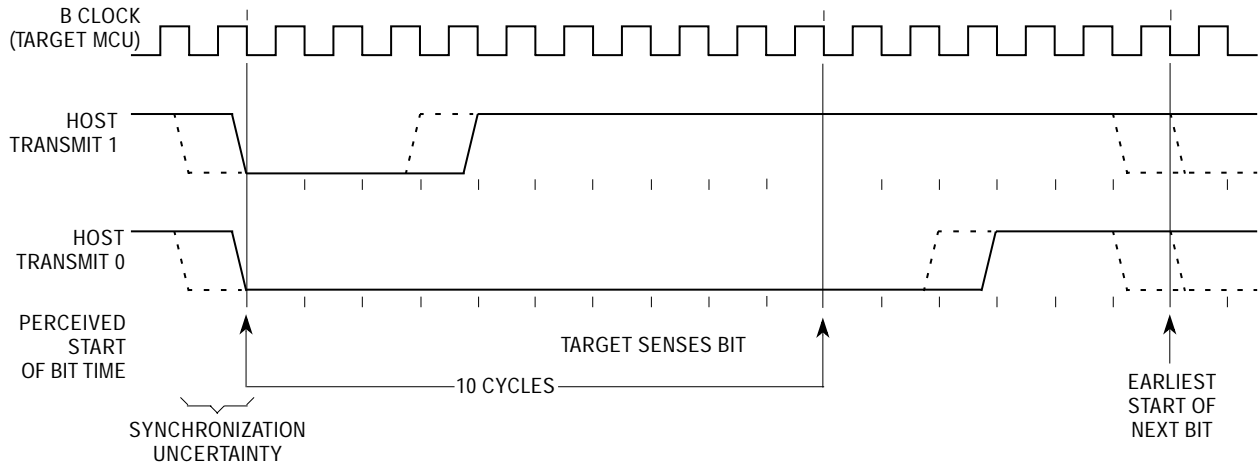 B CLOCK
(TARGET MCU)
HOST
TRANSMIT 1
HOST
TRANSMIT 0
PERCEIVED
START
OF BIT TIME
TARGET SENSES BIT
10 CYCLES
SYNCHRONIZATION
UNCERTAINTY
EARLIEST
START OF
NEXT BIT